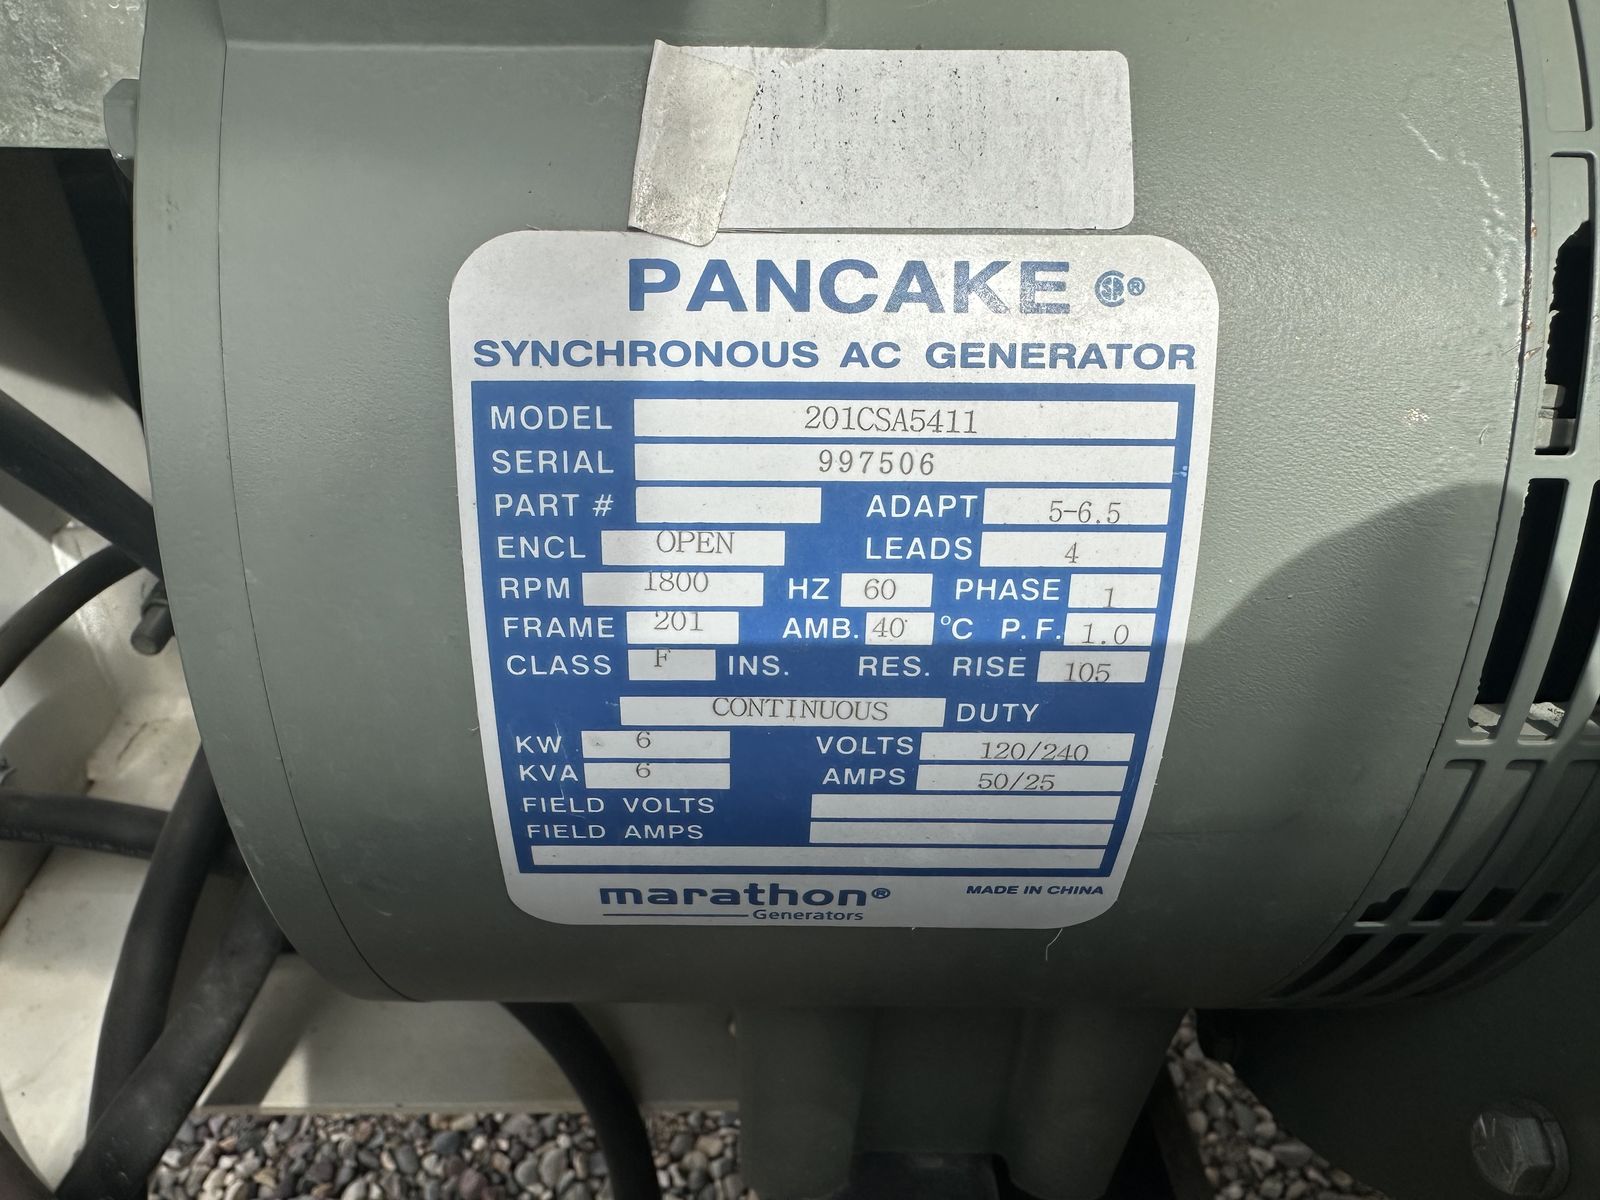 PANCAKE SP®
SYNCHRONOUS AC GENERATOR
MODEL 201CSA5411
SERIAL 997506
PART # ADAPT 5-6.5
ENCL OPEN LEADS 4
RPM 1800 HZ 60 PHASE 1
FRAME 201 AMB. 40 °C P.F. 1.0
CLASS F INS. RES. RISE 105
CONTINUOUS DUTY
KW 6 VOLTS 120/240
KVA 6 AMPS 50/25
FIELD VOLTS
FIELD AMPS
marathon® MADE IN CHINA
Generators